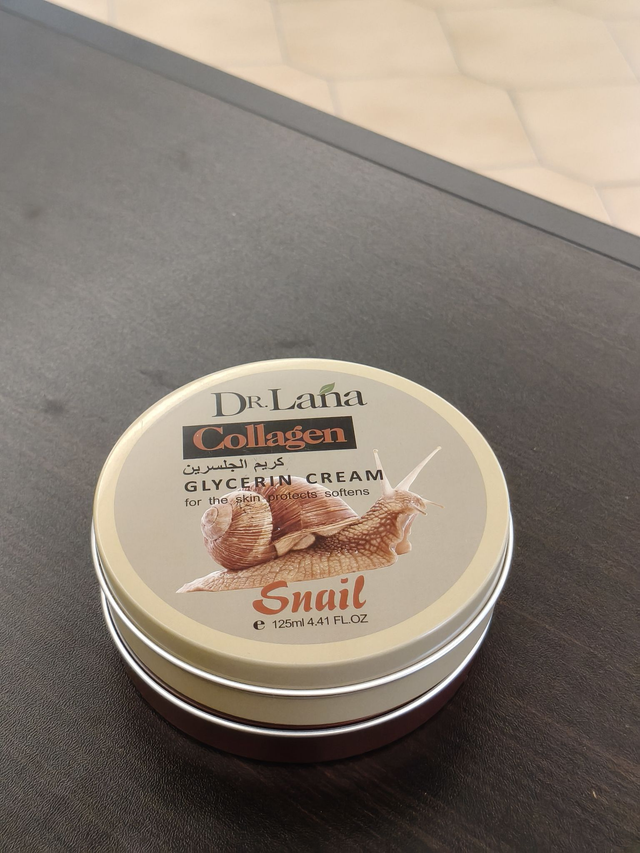 DR.Lana
Collagen
كريم الجلسرين
GLYCERIN CREAM
for the skin protects softens
Snail
e 125ml 4.41 FL.OZ